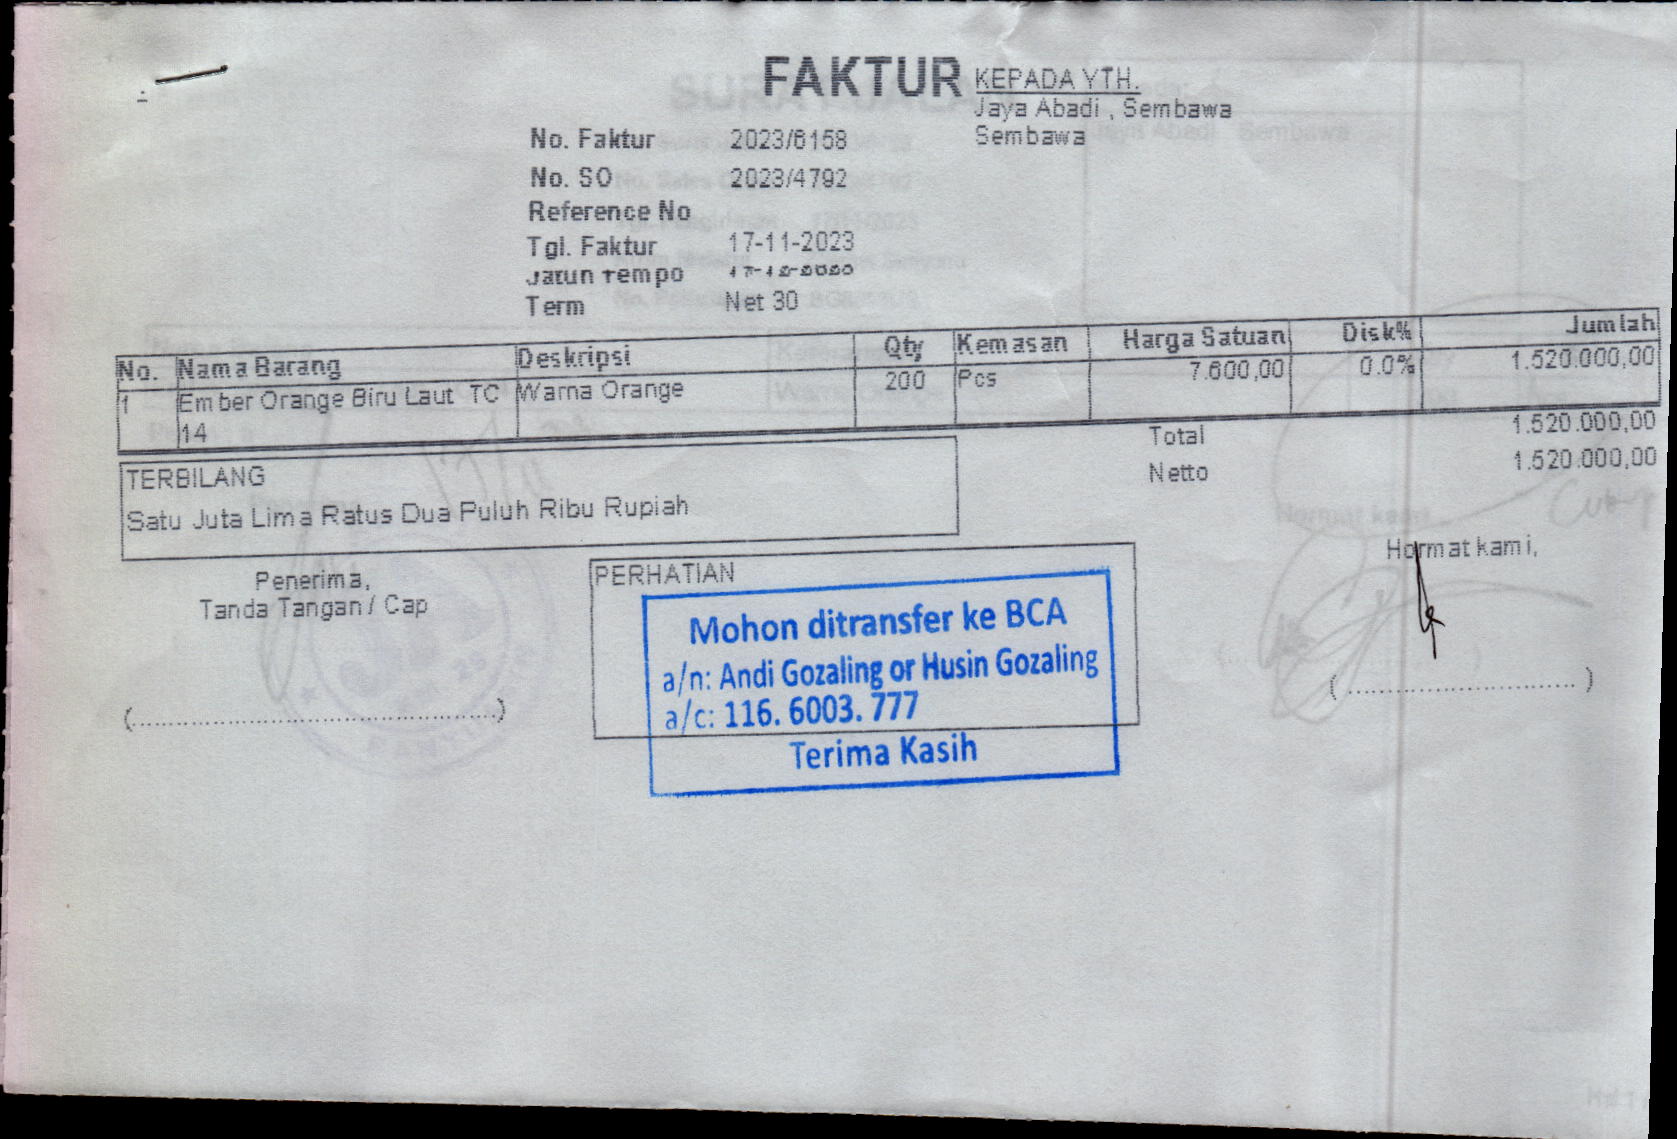 FAKTUR
KEPADA YTH.
Jaya Abadi , Sembawa
Sembawa
No. Faktur 2023/6158
No. SO 2023/4792
Reference No
Tgl. Faktur 17-11-2023
Jatuh Tempo
Term Net 30
No. Nama Barang Deskripsi Qty Kemasan Harga Satuan Disk% Jumlah
1 Ember Orange Biru Laut TC Warna Orange 200 Pcs 7.600,00 0.0% 1.520.000,00
14
Total 1.520.000,00
Netto 1.520.000,00
TERBILANG
Satu Juta Lima Ratus Dua Puluh Ribu Rupiah
Penerima,
Tanda Tangan / Cap
(................................................)
PERHATIAN
Mohon ditransfer ke BCA
a/n: Andi Gozaling or Husin Gozaling
a/c: 116. 6003. 777
Terima Kasih
Hormat kami,
(..............................)